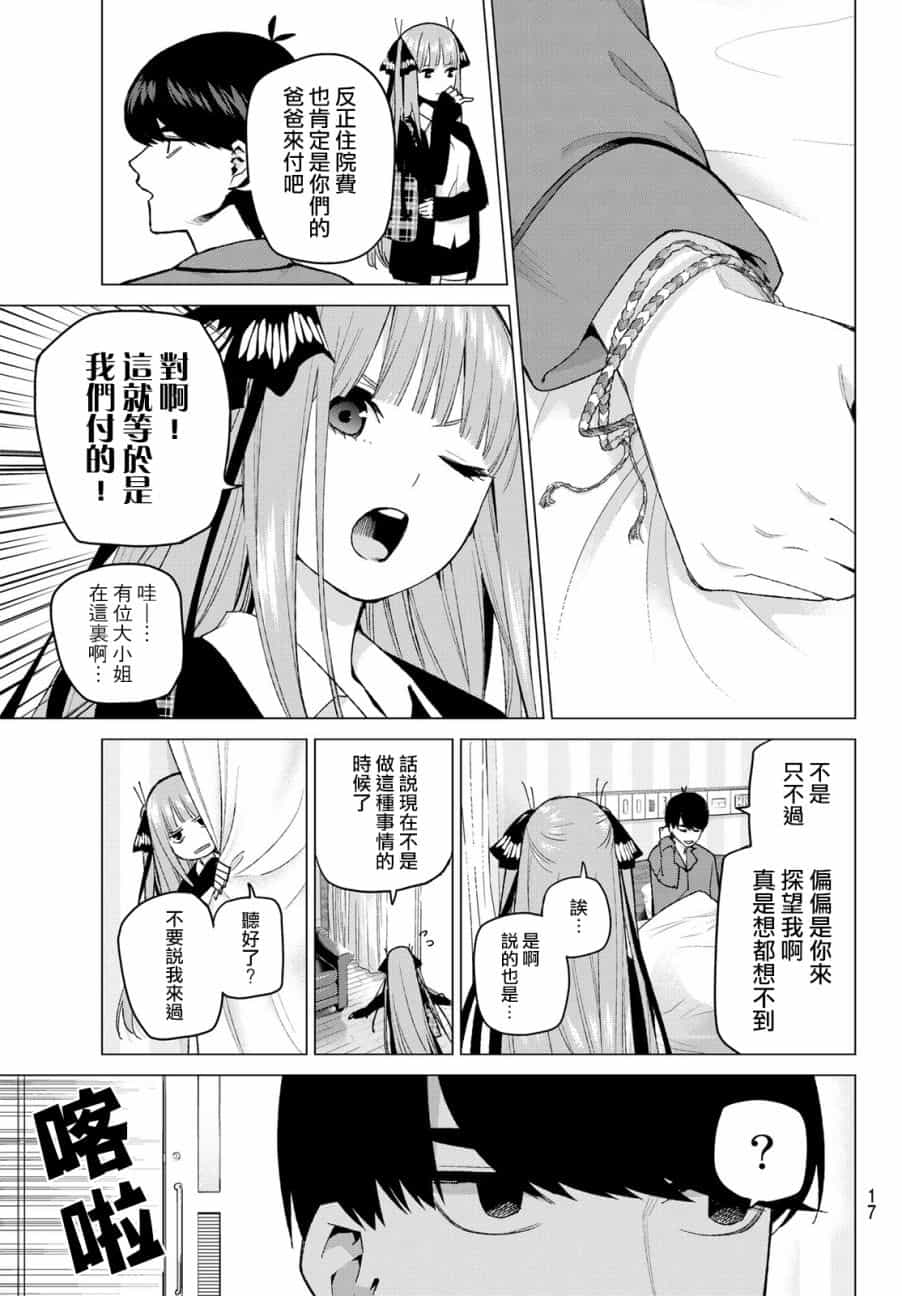 反正住院費
也肯定是你們的
爸爸來付吧
對啊！
這就等於是
我們付的！
哇——…
有位大小姐
在這裏啊…
不是
只不過
偏偏是你來
探望我啊
真是想都想不到
誒…
是啊
說的也是…
話説現在不是
做這種事情的
時候了
聽好了？
不要說我來過
？
喀啦
17